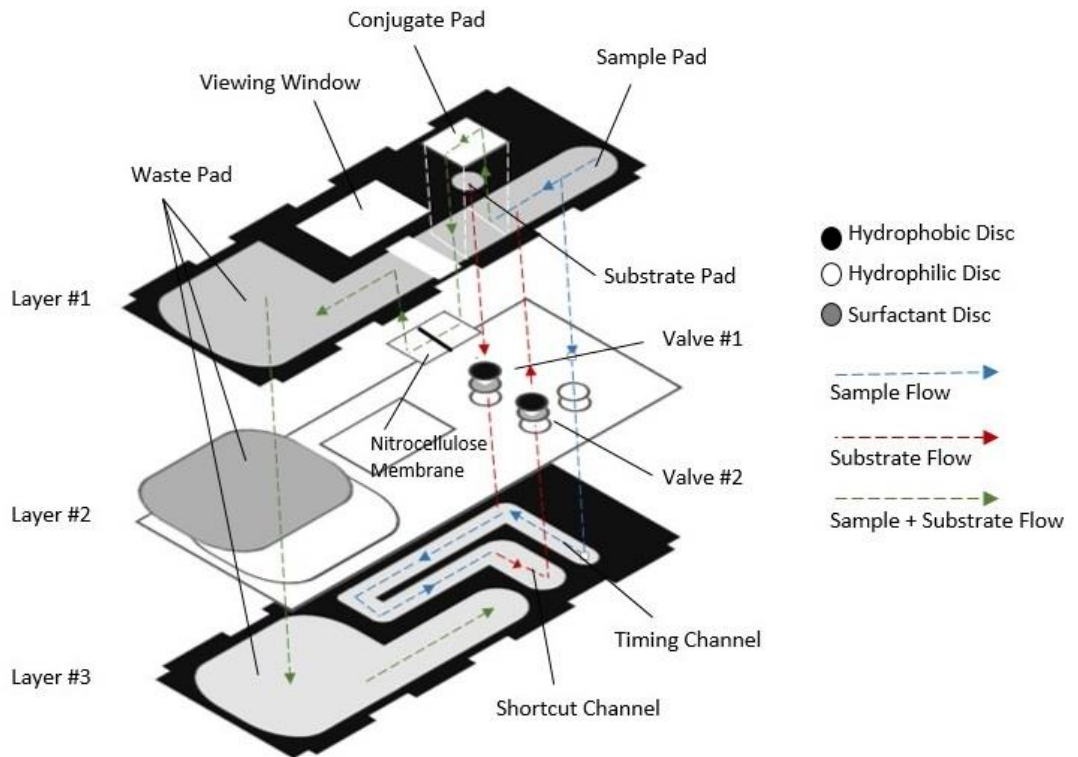 Conjugate Pad
Sample Pad
Viewing Window
Waste Pad
Substrate Pad
Layer #1
Hydrophobic Disc
Hydrophilic Disc
Surfactant Disc
Valve #1
Sample Flow
Nitrocellulose
Membrane
Valve #2
Substrate Flow
Layer #2
Sample + Substrate Flow
Timing Channel
Layer #3
Shortcut Channel